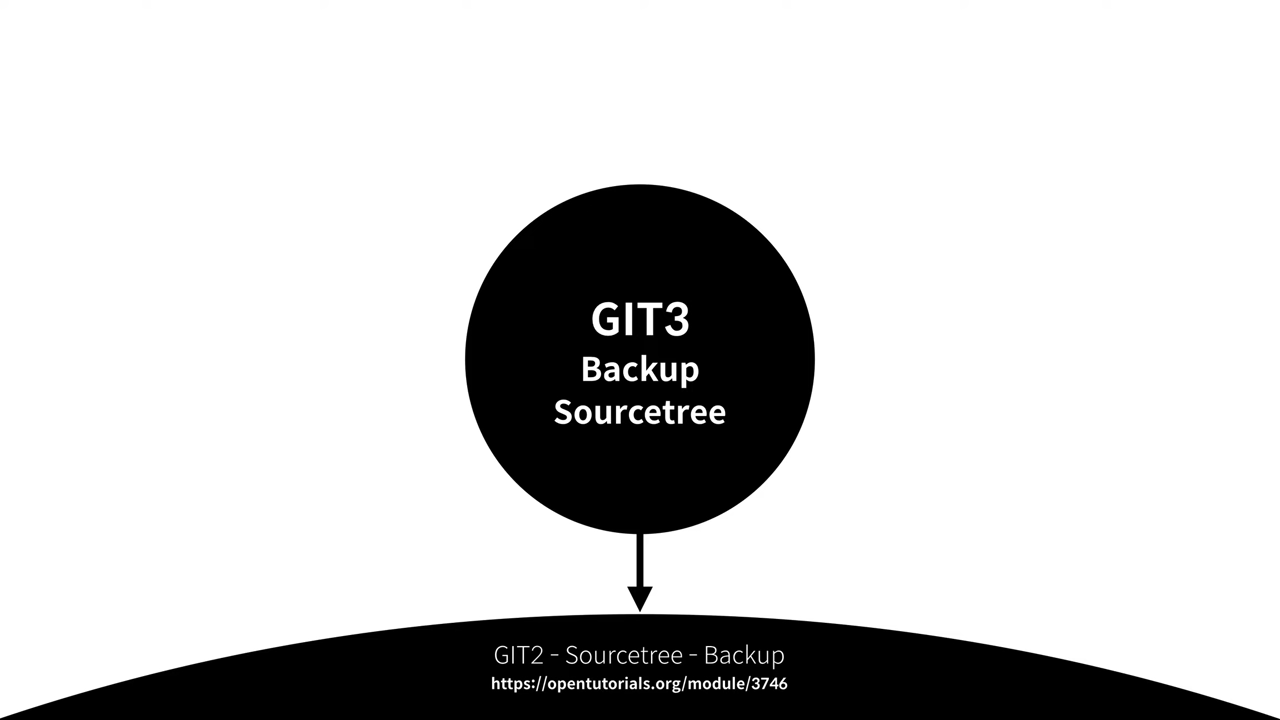 GIT3
Backup
Sourcetree
GIT2 - Sourcetree - Backup
https://opentutorials.org/module/3746